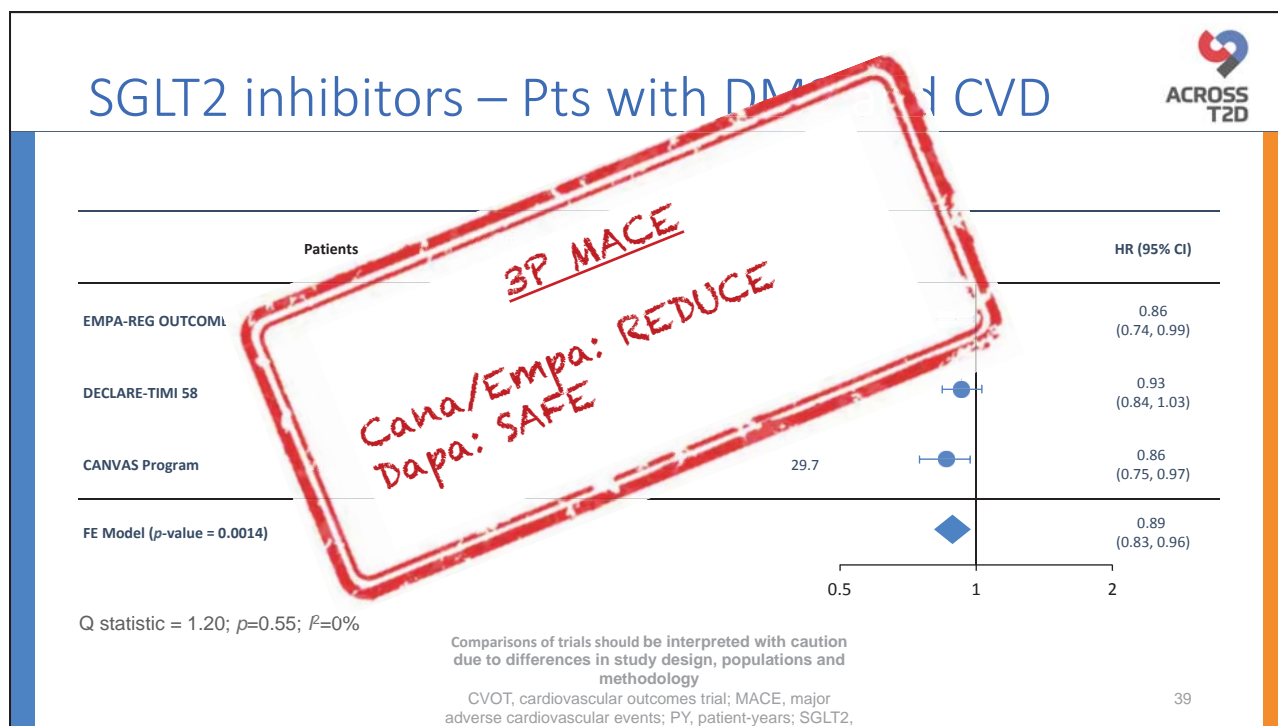 SGLT2 inhibitors – Pts with CVD
ACROSS
T2D
3P MACE
Cana/Empa: REDUCE
Dapa: SAFE
Patients
HR (95% CI)
EMPA-REG
0.86
(0.74, 0.99)
DECLARE-TIMI 58
0.93
(0.84, 1.03)
CANVAS Program
29.7
0.86
(0.75, 0.97)
FE Model (p-value = 0.0014)
0.89
(0.83, 0.96)
0.5 1 2
Q statistic = 1.20; p=0.55; I²=0%
Comparisons of trials should be interpreted with caution
due to differences in study design, populations and
methodology
CVOT, cardiovascular outcomes trial; MACE, major
adverse cardiovascular events; PY, patient-years; SGLT2,
39